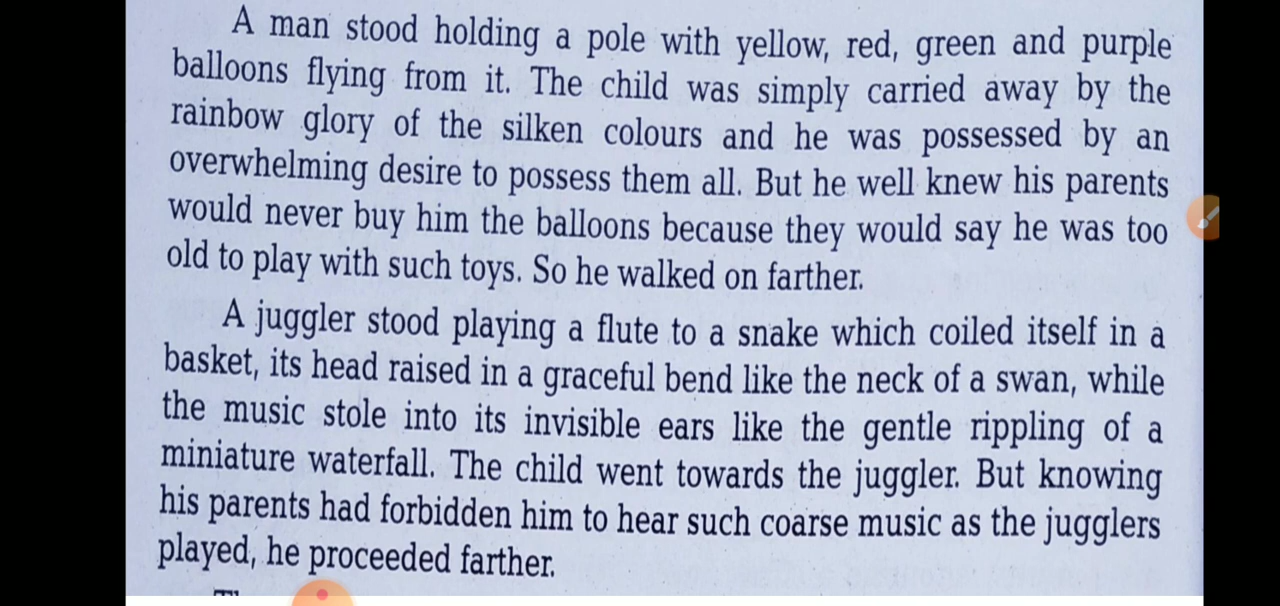 A man stood holding a pole with yellow, red, green and purple
balloons flying from it. The child was simply carried away by the
rainbow glory of the silken colours and he was possessed by an
overwhelming desire to possess them all. But he well knew his parents
would never buy him the balloons because they would say he was too
old to play with such toys. So he walked on farther.
A juggler stood playing a flute to a snake which coiled itself in a
basket, its head raised in a graceful bend like the neck of a swan, while
the music stole into its invisible ears like the gentle rippling of a
miniature waterfall. The child went towards the juggler. But knowing
his parents had forbidden him to hear such coarse music as the jugglers
played, he proceeded farther.